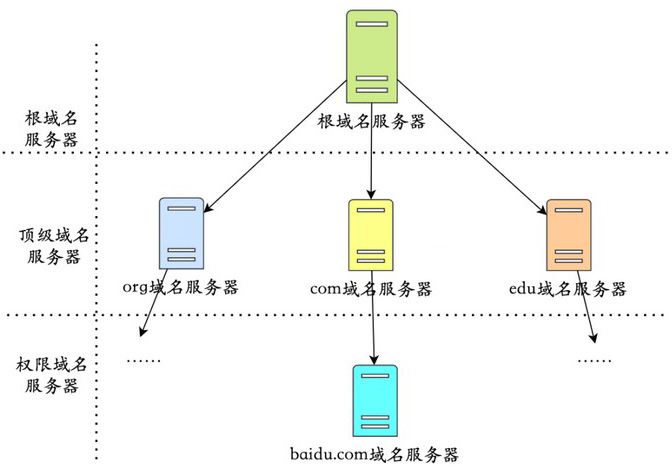 根域名
服务器
根域名服务器
顶级域名
服务器
org域名服务器
com域名服务器
edu域名服务器
权限域名
服务器
......
......
baidu.com域名服务器